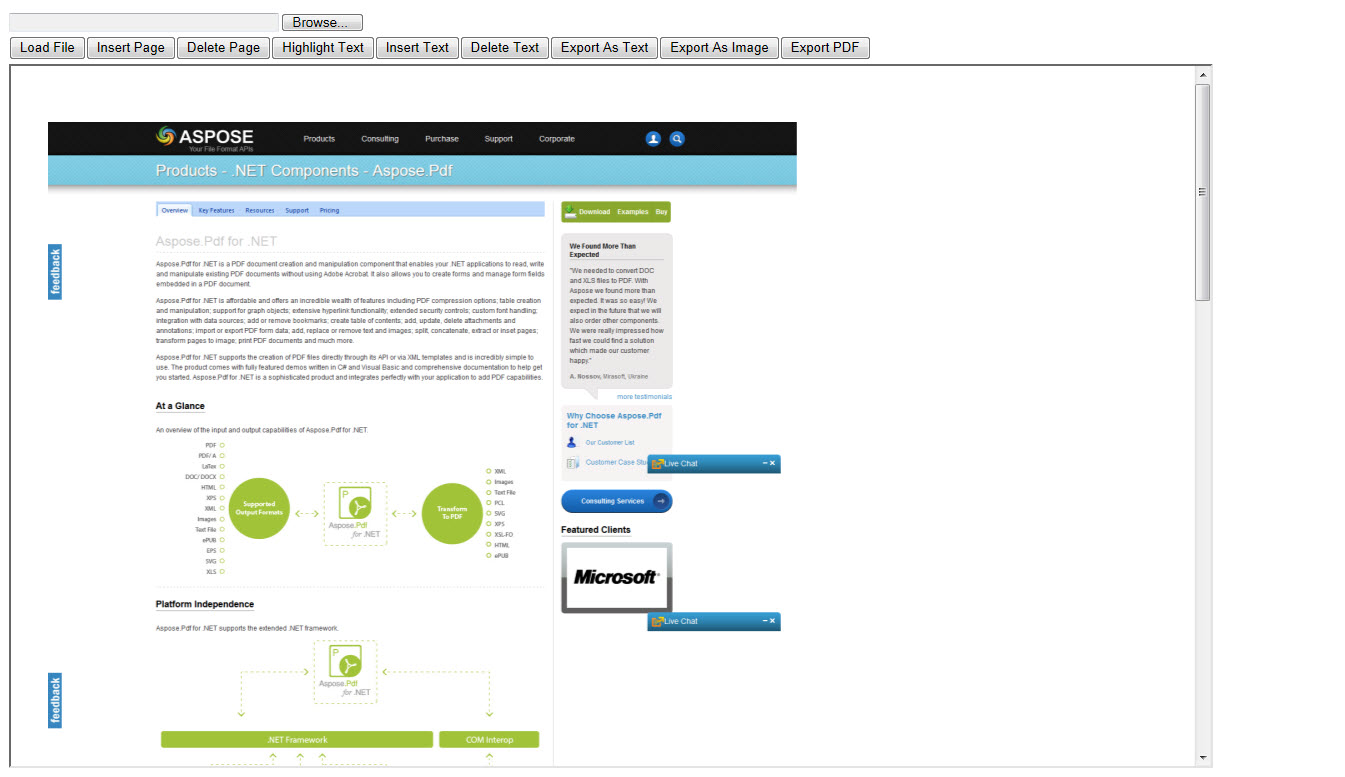 Browse...
Load File Insert Page Delete Page Highlight Text Insert Text Delete Text Export As Text Export As Image Export PDF
ASPOSE
Your File Format APIs
Products Consulting Purchase Support Corporate
Products - .NET Components - Aspose.Pdf
Overview Key Features Resources Support Pricing
Aspose.Pdf for .NET
Aspose.Pdf for .NET is a PDF document creation and manipulation component that enables your .NET applications to read, write
and manipulate existing PDF documents without using Adobe Acrobat. It also allows you to create forms and manage form fields
embedded in a PDF document.
Aspose.Pdf for .NET is affordable and offers an incredible wealth of features including PDF compression options; table creation
and manipulation; support for graph objects; extensive hyperlink functionality; extended security controls; custom font handling;
integration with data sources; add or remove bookmarks; create table of contents; add, update, delete attachments and
annotations; import or export PDF form data; add, replace or remove text and images; split, concatenate, extract or inset pages;
transform pages to image; print PDF documents and much more.
Aspose.Pdf for .NET supports the creation of PDF files directly through its API or via XML templates and is incredibly simple to
use. The product comes with fully featured demos written in C# and Visual Basic and comprehensive documentation to help get
you started. Aspose.Pdf for .NET is a sophisticated product and integrates perfectly with your application to add PDF capabilities.
At a Glance
An overview of the input and output capabilities of Aspose.Pdf for .NET.
PDF
PDF/ A
LaTex
DOC/ DOCX
HTML
XPS
XML
Images
Text File
ePUB
EPS
SVG
XLS
Supported
Output Formats
Aspose.Pdf
for .NET
Transform
To PDF
XML
Images
Text File
PCL
SVG
XPS
XSL-FO
HTML
ePUB
Platform Independence
Aspose.Pdf for .NET supports the extended .NET framework.
Aspose.Pdf
for .NET
.NET Framework
COM Interop
feedback
feedback
Download Examples Buy
We Found More Than
Expected
"We needed to convert DOC
and XLS files to PDF. With
Aspose we found more than
expected. It was so easy! We
expect in the future that we will
also order other components.
We were really impressed how
fast we could find a solution
which made our customer
happy."
A. Nossov, Mirasoft, Ukraine
more testimonials
Why Choose Aspose.Pdf
for .NET
Our Customer List
Customer Case Stu
Live Chat
Consulting Services
Featured Clients
Microsoft
Live Chat